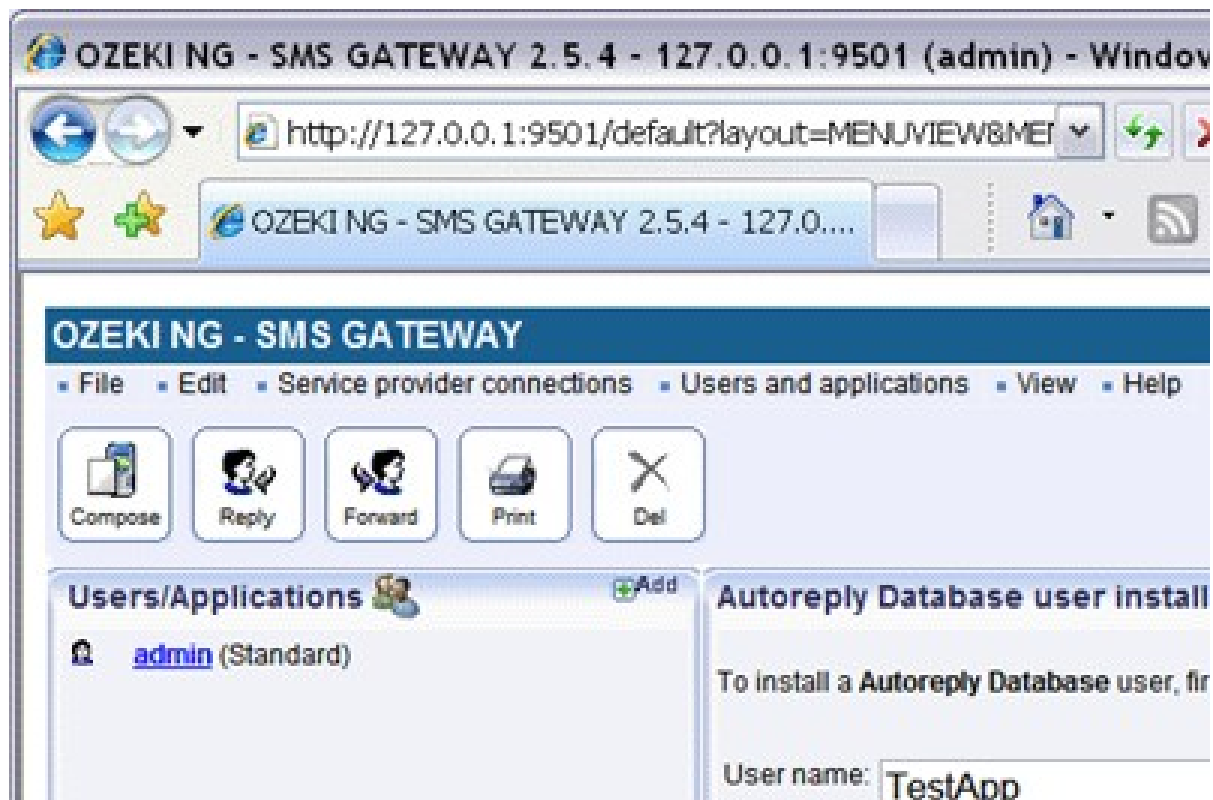 OZEKI NG - SMS GATEWAY 2.5.4 - 127.0.0.1:9501 (admin) - Window
http://127.0.0.1:9501/default?layout=MENUVIEW&MEN
OZEKI NG - SMS GATEWAY 2.5.4 - 127.0....
OZEKI NG - SMS GATEWAY
File Edit Service provider connections Users and applications View Help
Compose Reply Forward Print Del
Users/Applications Add
admin (Standard)
Autoreply Database user install
To install a Autoreply Database user, fir
User name: TestApp